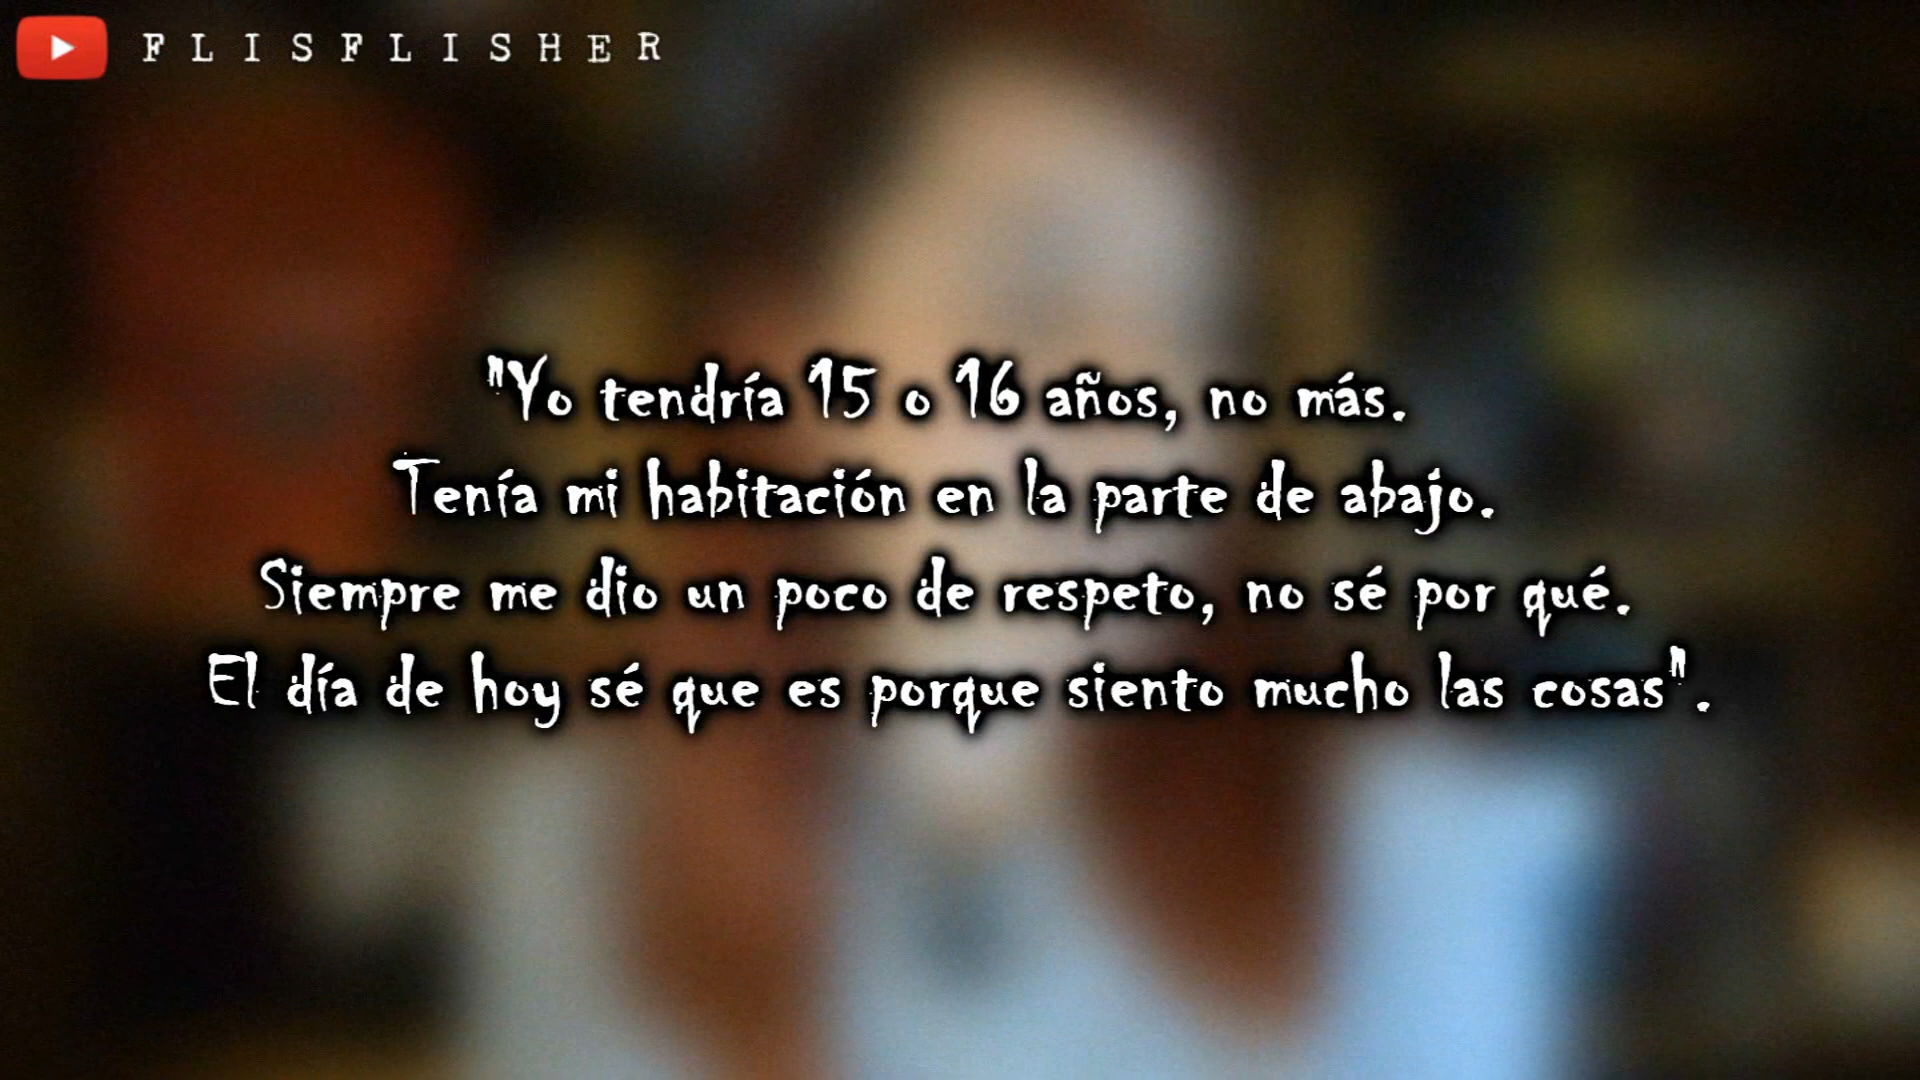 FLISFLISHER
"Yo tendría 15 o 16 años, no más.
Tenía mi habitación en la parte de abajo.
Siempre me dio un poco de respeto, no sé por qué.
El día de hoy sé que es porque siento mucho las cosas".